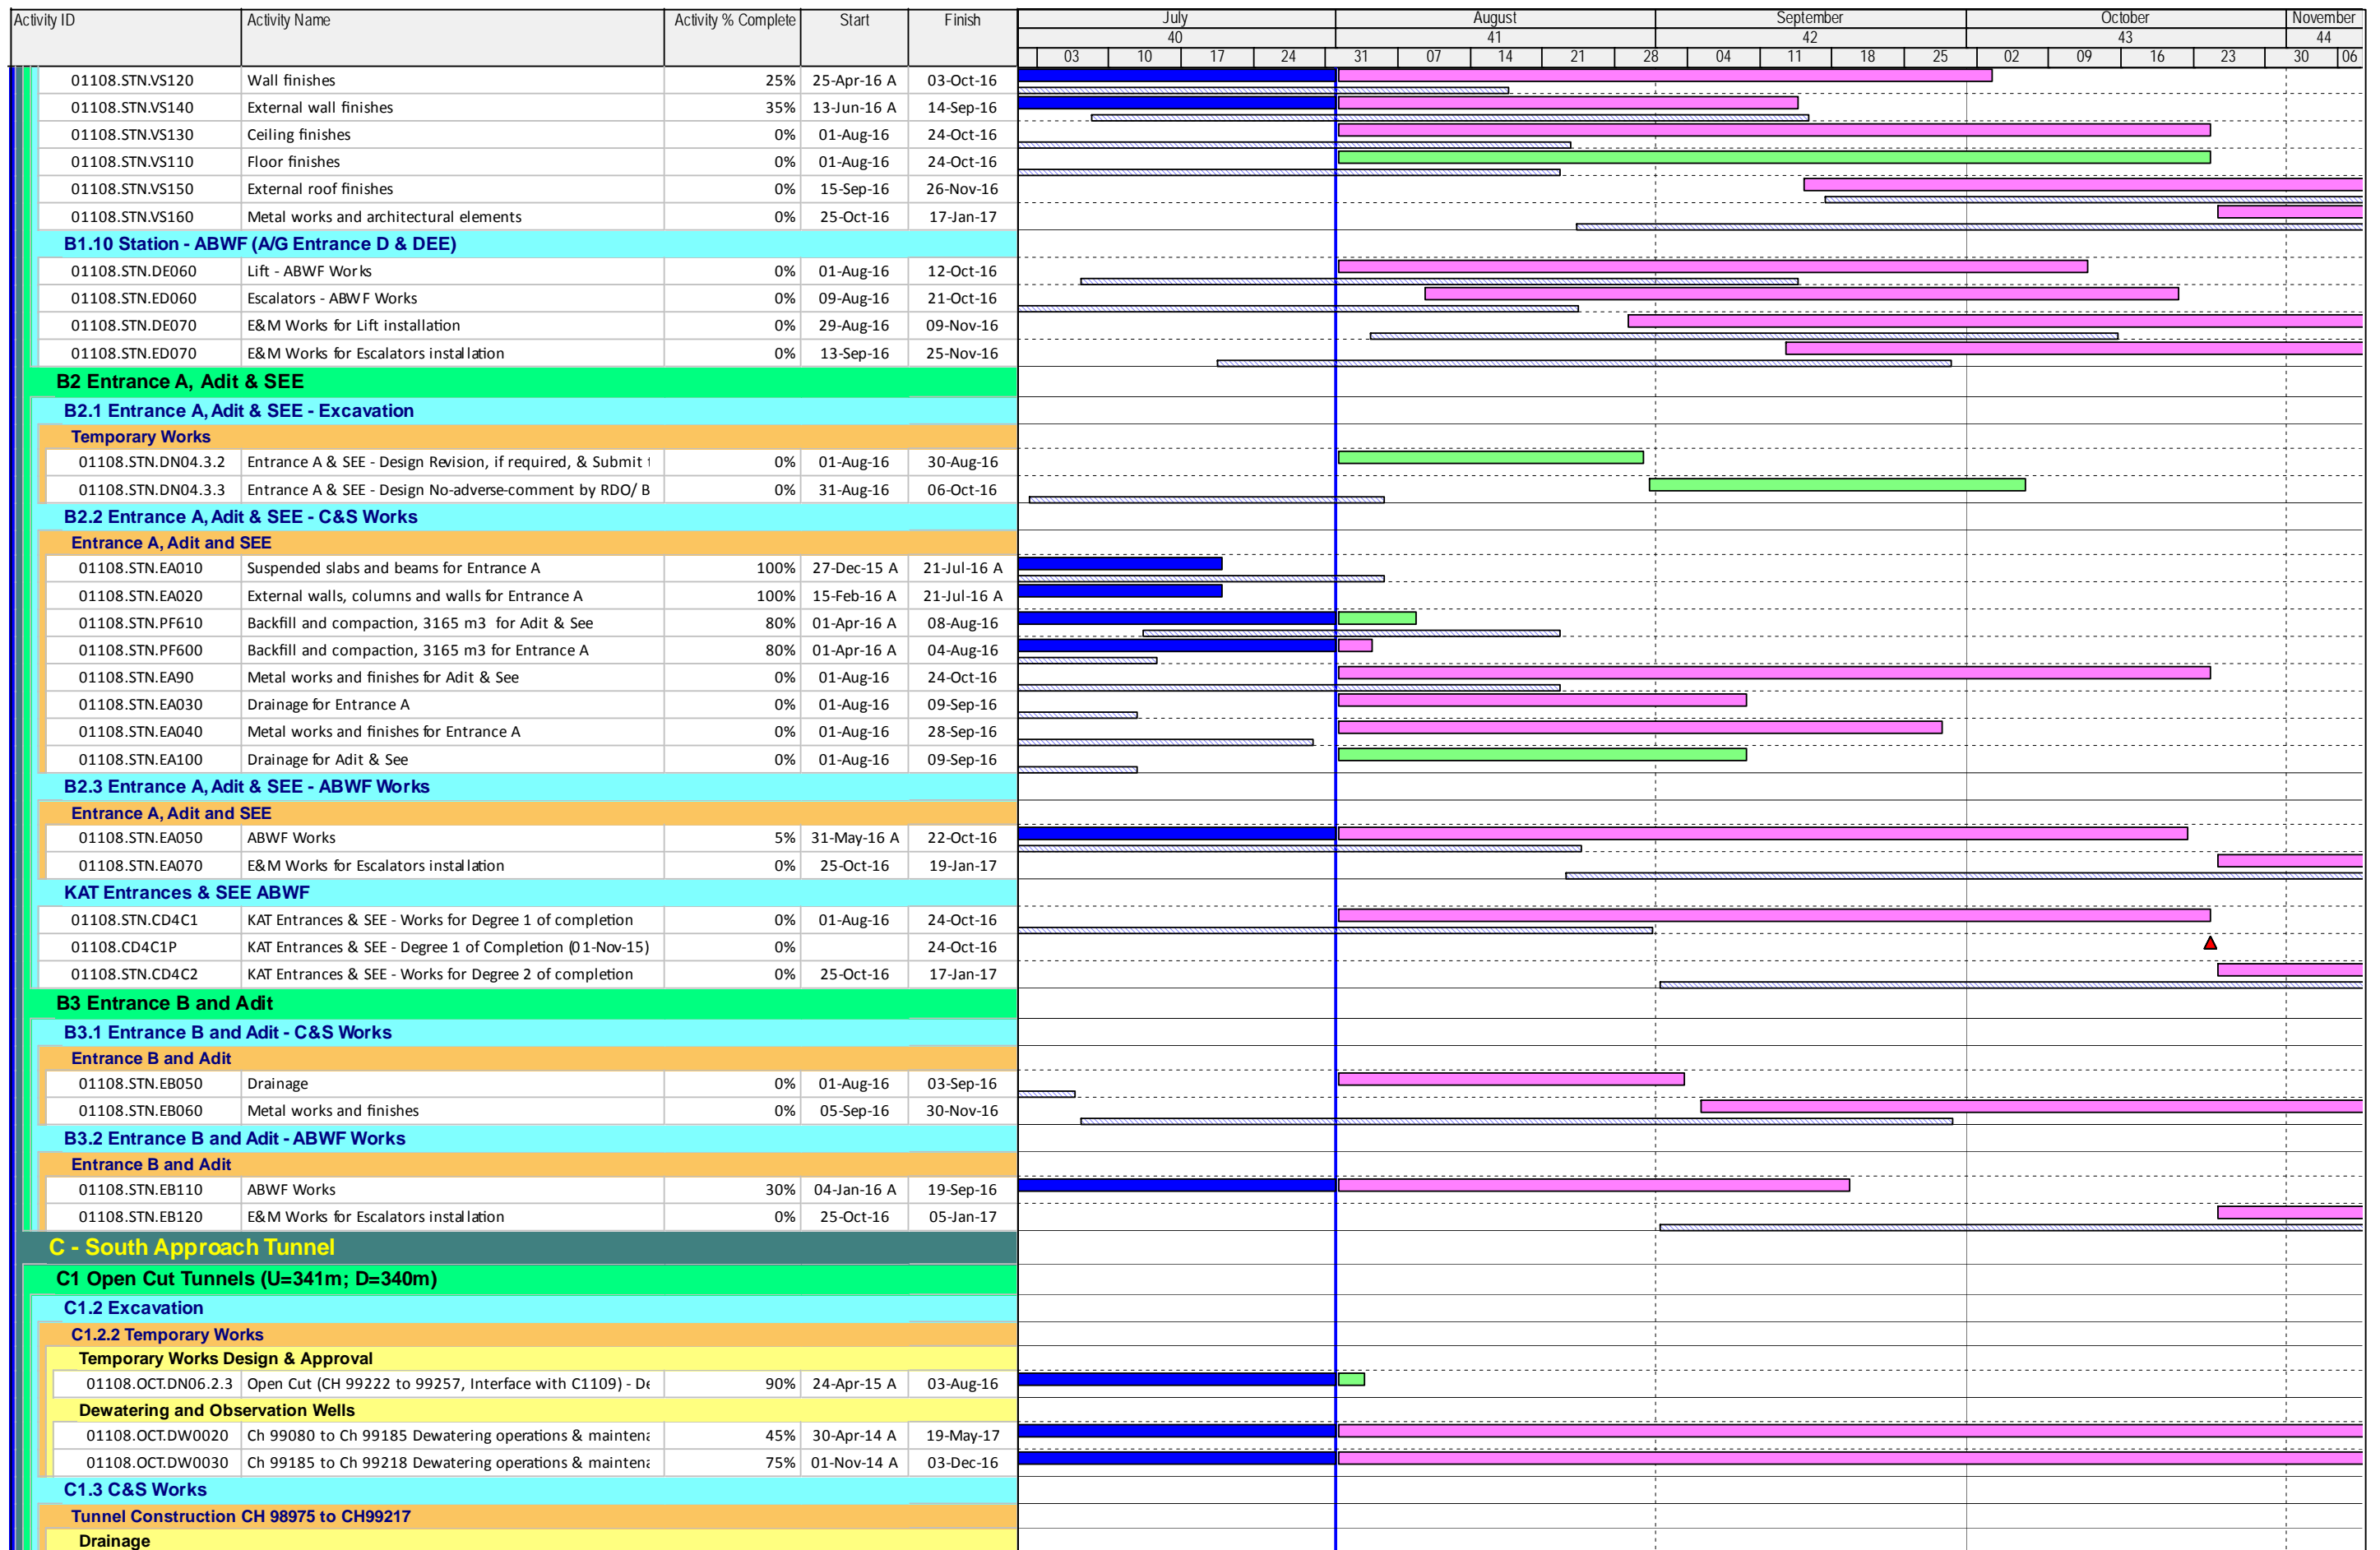 Activity ID Activity Name Activity % Complete Start Finish July August September October November
40 41 42 43 44
03 10 17 24 31 07 14 21 28 04 11 18 25 02 09 16 23 30 06
01108.STN.VS120 Wall finishes 25% 25-Apr-16 A 03-Oct-16
01108.STN.VS140 External wall finishes 35% 13-Jun-16 A 14-Sep-16
01108.STN.VS130 Ceiling finishes 0% 01-Aug-16 24-Oct-16
01108.STN.VS110 Floor finishes 0% 01-Aug-16 24-Oct-16
01108.STN.VS150 External roof finishes 0% 15-Sep-16 26-Nov-16
01108.STN.VS160 Metal works and architectural elements 0% 25-Oct-16 17-Jan-17
B1.10 Station - ABWF (A/G Entrance D & DEE)
01108.STN.DE060 Lift - ABWF Works 0% 01-Aug-16 12-Oct-16
01108.STN.ED060 Escalators - ABWF Works 0% 09-Aug-16 21-Oct-16
01108.STN.DE070 E&M Works for Lift installation 0% 29-Aug-16 09-Nov-16
01108.STN.ED070 E&M Works for Escalators installation 0% 13-Sep-16 25-Nov-16
B2 Entrance A, Adit & SEE
B2.1 Entrance A, Adit & SEE - Excavation
Temporary Works
01108.STN.DN04.3.2 Entrance A & SEE - Design Revision, if required, & Submit 0% 01-Aug-16 30-Aug-16
01108.STN.DN04.3.3 Entrance A & SEE - Design No-adverse-comment by RDO/ B 0% 31-Aug-16 06-Oct-16
B2.2 Entrance A, Adit & SEE - C&S Works
Entrance A, Adit and SEE
01108.STN.EA010 Suspended slabs and beams for Entrance A 100% 27-Dec-15 A 21-Jul-16 A
01108.STN.EA020 External walls, columns and walls for Entrance A 100% 15-Feb-16 A 21-Jul-16 A
01108.STN.PF610 Backfill and compaction, 3165 m3 for Adit & See 80% 01-Apr-16 A 08-Aug-16
01108.STN.PF600 Backfill and compaction, 3165 m3 for Entrance A 80% 01-Apr-16 A 04-Aug-16
01108.STN.EA90 Metal works and finishes for Adit & See 0% 01-Aug-16 24-Oct-16
01108.STN.EA030 Drainage for Entrance A 0% 01-Aug-16 09-Sep-16
01108.STN.EA040 Metal works and finishes for Entrance A 0% 01-Aug-16 28-Sep-16
01108.STN.EA100 Drainage for Adit & See 0% 01-Aug-16 09-Sep-16
B2.3 Entrance A, Adit & SEE - ABWF Works
Entrance A, Adit and SEE
01108.STN.EA050 ABWF Works 5% 31-May-16 A 22-Oct-16
01108.STN.EA070 E&M Works for Escalators installation 0% 25-Oct-16 19-Jan-17
KAT Entrances & SEE ABWF
01108.STN.CD4C1 KAT Entrances & SEE - Works for Degree 1 of completion 0% 01-Aug-16 24-Oct-16
01108.CD4C1P KAT Entrances & SEE - Degree 1 of Completion (01-Nov-15) 0% 24-Oct-16
01108.STN.CD4C2 KAT Entrances & SEE - Works for Degree 2 of completion 0% 25-Oct-16 17-Jan-17
B3 Entrance B and Adit
B3.1 Entrance B and Adit - C&S Works
Entrance B and Adit
01108.STN.EB050 Drainage 0% 01-Aug-16 03-Sep-16
01108.STN.EB060 Metal works and finishes 0% 05-Sep-16 30-Nov-16
B3.2 Entrance B and Adit - ABWF Works
Entrance B and Adit
01108.STN.EB110 ABWF Works 30% 04-Jan-16 A 19-Sep-16
01108.STN.EB120 E&M Works for Escalators installation 0% 25-Oct-16 05-Jan-17
C - South Approach Tunnel
C1 Open Cut Tunnels (U=341m; D=340m)
C1.2 Excavation
C1.2.2 Temporary Works
Temporary Works Design & Approval
01108.OCT.DN06.2.3 Open Cut (CH 99222 to 99257, Interface with C1109) - De 90% 24-Apr-15 A 03-Aug-16
Dewatering and Observation Wells
01108.OCT.DW0020 Ch 99080 to Ch 99185 Dewatering operations & maintena 45% 30-Apr-14 A 19-May-17
01108.OCT.DW0030 Ch 99185 to Ch 99218 Dewatering operations & maintena 75% 01-Nov-14 A 03-Dec-16
C1.3 C&S Works
Tunnel Construction CH 98975 to CH99217
Drainage